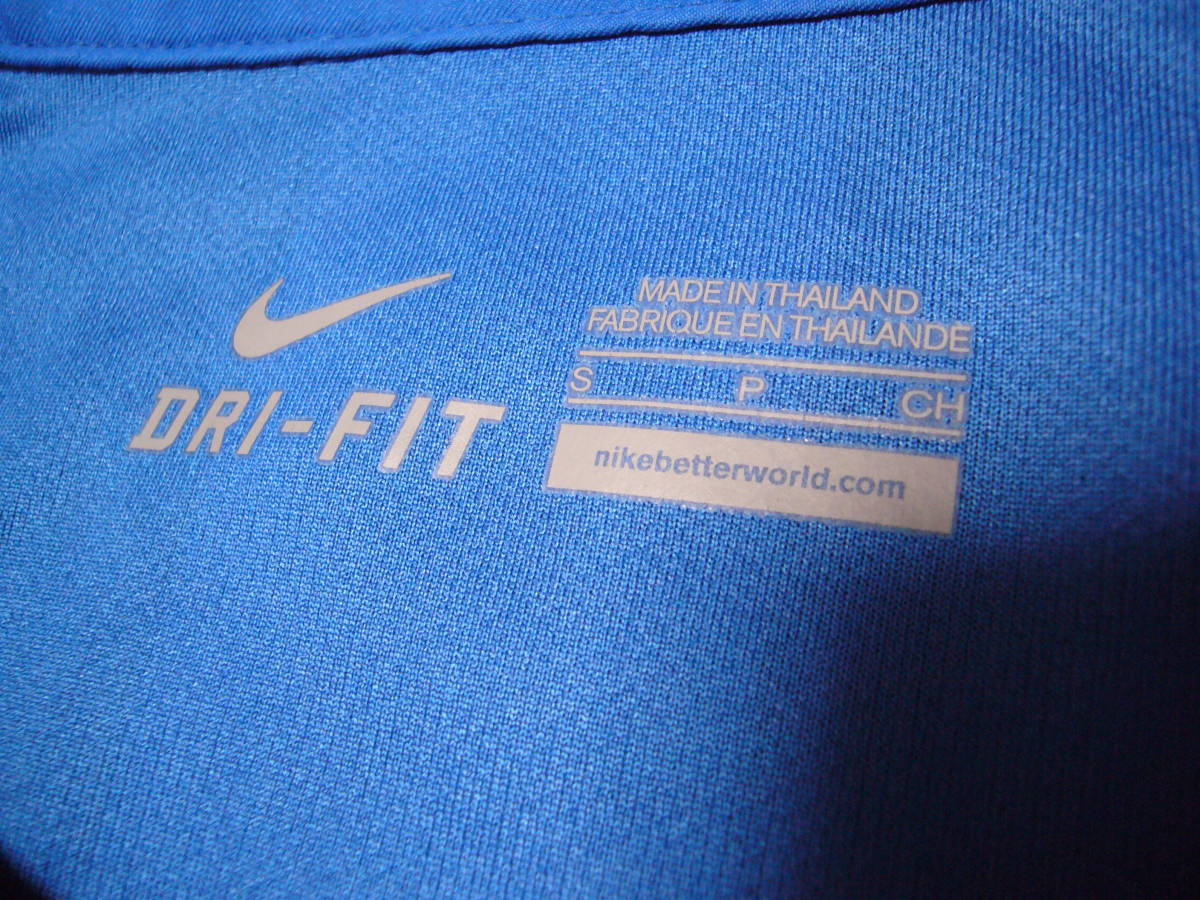 DRI-FIT
MADE IN THAILAND
FABRIQUE EN THAILANDE
S P CH
nikebetterworld.com